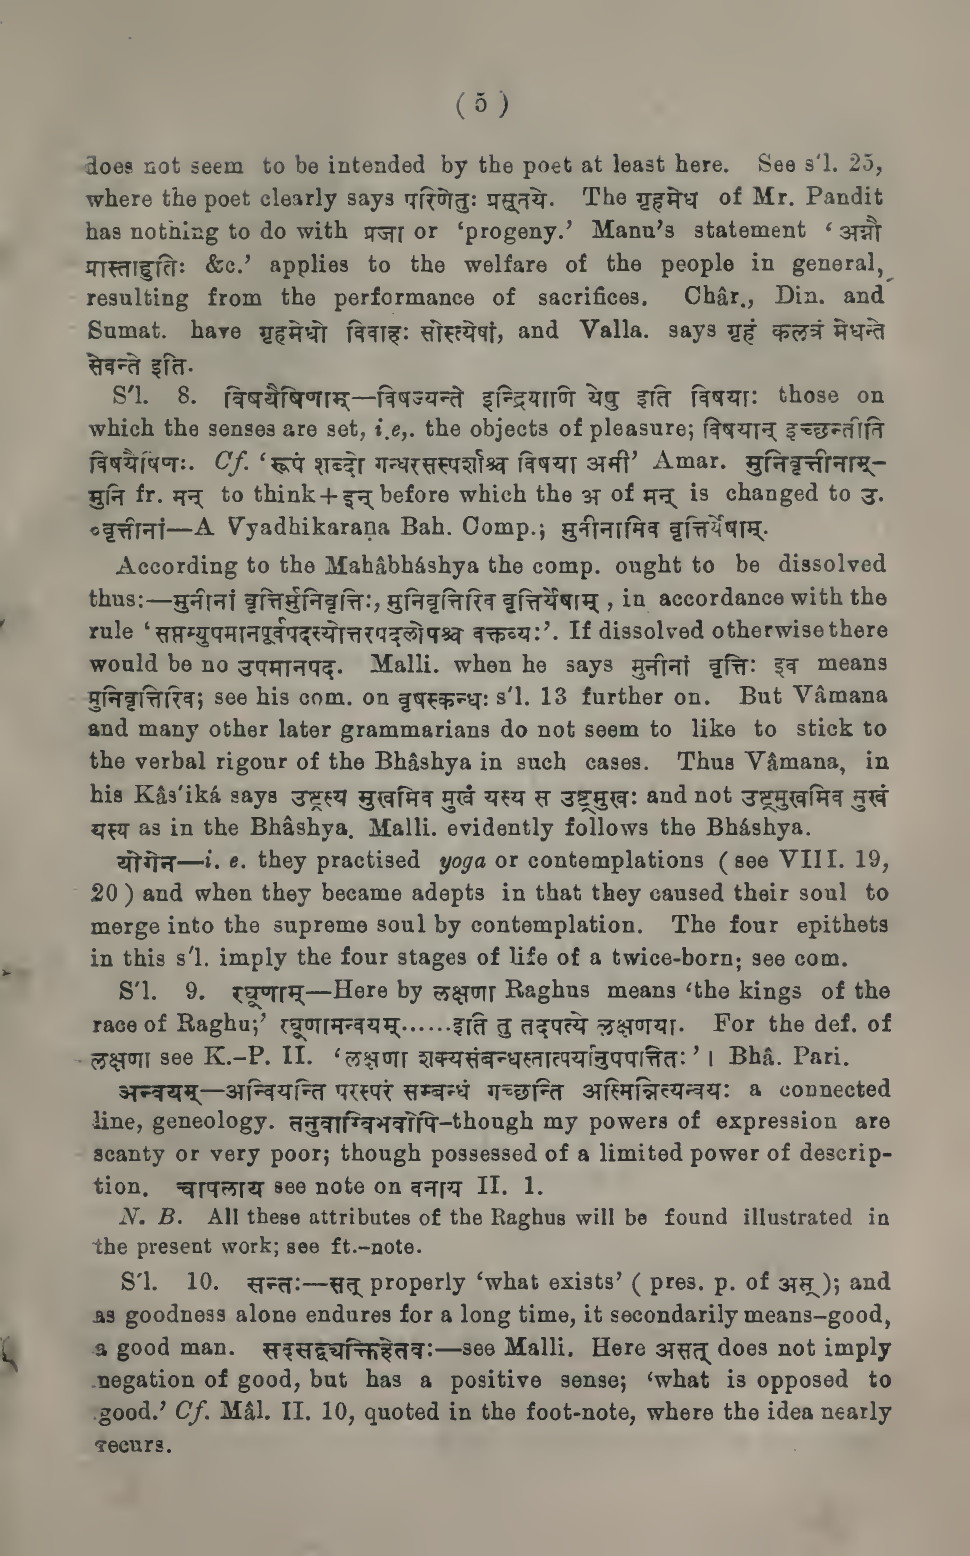 ( 5 )
does not seem to be intended by the poet at least here. See s'l. 25,
where the poet clearly says परिणेतुः प्रसूतये. The गृहमेध of Mr. Pandit
has nothing to do with प्रजा or ‘progeny.’ Manu’s statement ‘ अग्नौ
प्रास्ताहुतिः &c.’ applies to the welfare of the people in general,
resulting from the performance of sacrifices. Châr., Din. and
Sumat. have गृहमेधो विवाहः सोस्त्येषां, and Valla. says गृहं कलत्रं मेधन्ते
सेवन्ते इति.
S'l. 8. विषयैषिणाम्—विषज्यन्ते इन्द्रियाणि येषु इति विषयाः those on
which the senses are set, i.e,. the objects of pleasure; विषयान् इच्छन्तीति
विषयैषिणः. Cf. ‘रूपं शब्दो गन्धरसस्पर्शाश्च विषया अमी’ Amar. मुनिवृत्तीनाम्–
मुनि fr. मन् to think+इन् before which the अ of मन् is changed to उ.
०वृत्तीनां—A Vyadhikaraṇa Bah. Comp.; मुनीनामिव वृत्तिर्येषाम्.
According to the Mahâbháshya the comp. ought to be dissolved
thus:—मुनीनां वृत्तिर्मुनिवृत्तिः, मुनिवृत्तिरिव वृत्तिर्येषाम् , in accordance with the
rule ‘सप्तम्युपमानपूर्वपदस्योत्तरपदलोपश्च वक्तव्यः’. If dissolved otherwise there
would be no उपमानपद. Malli. when he says मुनीनां वृत्तिः इव means
मुनिवृत्तिरिव; see his com. on वृषस्कन्धः s'l. 13 further on. But Vâmana
and many other later grammarians do not seem to like to stick to
the verbal rigour of the Bhâshya in such cases. Thus Vâmana, in
his Kâs'iká says उष्ट्रस्य मुखमिव मुखं यस्य स उष्ट्रमुखः and not उष्ट्रमुखमिव मुखं
यस्य as in the Bhâshya. Malli. evidently follows the Bháshya.
योगेन—i. e. they practised yoga or contemplations ( see VIII. 19,
20 ) and when they became adepts in that they caused their soul to
merge into the supreme soul by contemplation. The four epithets
in this s'l. imply the four stages of life of a twice-born; see com.
S'l. 9. रघूणाम्—Here by लक्षणा Raghus means ‘the kings of the
race of Raghu;’ रघूणामन्वयम्......इति तु तदपत्ये लक्षणया. For the def. of
लक्षणा see K.-P. II. ‘लक्षणा शक्यसंबन्धस्तात्पर्यानुपपत्तितः’। Bhâ. Pari.
अन्वयम्—अन्वियन्ति परस्परं सम्बन्धं गच्छन्ति अस्मिन्नित्यन्वयः a connected
line, geneology. तनुवाग्विभवोपि–though my powers of expression are
scanty or very poor; though possessed of a limited power of descrip-
tion. चापलाय see note on वनाय II. 1.
N. B. All these attributes of the Raghus will be found illustrated in
the present work; see ft.-note.
S'l. 10. सन्तः—सत् properly ‘what exists’ ( pres. p. of अस् ); and
as goodness alone endures for a long time, it secondarily means–good,
a good man. सदसद्व्यक्तिहेतवः—see Malli. Here असत् does not imply
negation of good, but has a positive sense; ‘what is opposed to
good.’ Cf. Mâl. II. 10, quoted in the foot-note, where the idea nearly
recurs.